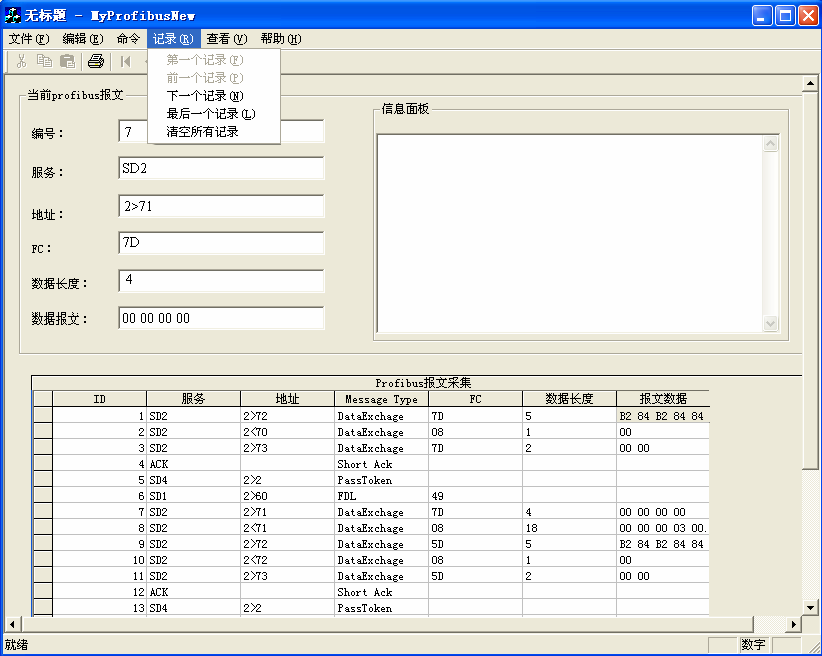 无标题 - MyProfibusNew
文件(F) 编辑(E) 命令 记录(R) 查看(V) 帮助(H)
第一个记录(F)
前一个记录(P)
下一个记录(N)
最后一个记录(L)
清空所有记录
当前profibus报文
信息面板
编号： 7
服务： SD2
地址： 2>71
FC： 7D
数据长度： 4
数据报文： 00 00 00 00
Profibus报文采集
ID 服务 地址 Message Type FC 数据长度 报文数据
1 SD2 2>72 DataExchage 7D 5 B2 84 B2 84 84
2 SD2 2<70 DataExchage 08 1 00
3 SD2 2>73 DataExchage 7D 2 00 00
4 ACK Short Ack
5 SD4 2>2 PassToken
6 SD1 2>60 FDL 49
7 SD2 2>71 DataExchage 7D 4 00 00 00 00
8 SD2 2<71 DataExchage 08 18 00 00 00 03 00.
9 SD2 2>72 DataExchage 5D 5 B2 84 B2 84 84
10 SD2 2<72 DataExchage 08 1 00
11 SD2 2>73 DataExchage 5D 2 00 00
12 ACK Short Ack
13 SD4 2>2 PassToken
就绪 数字